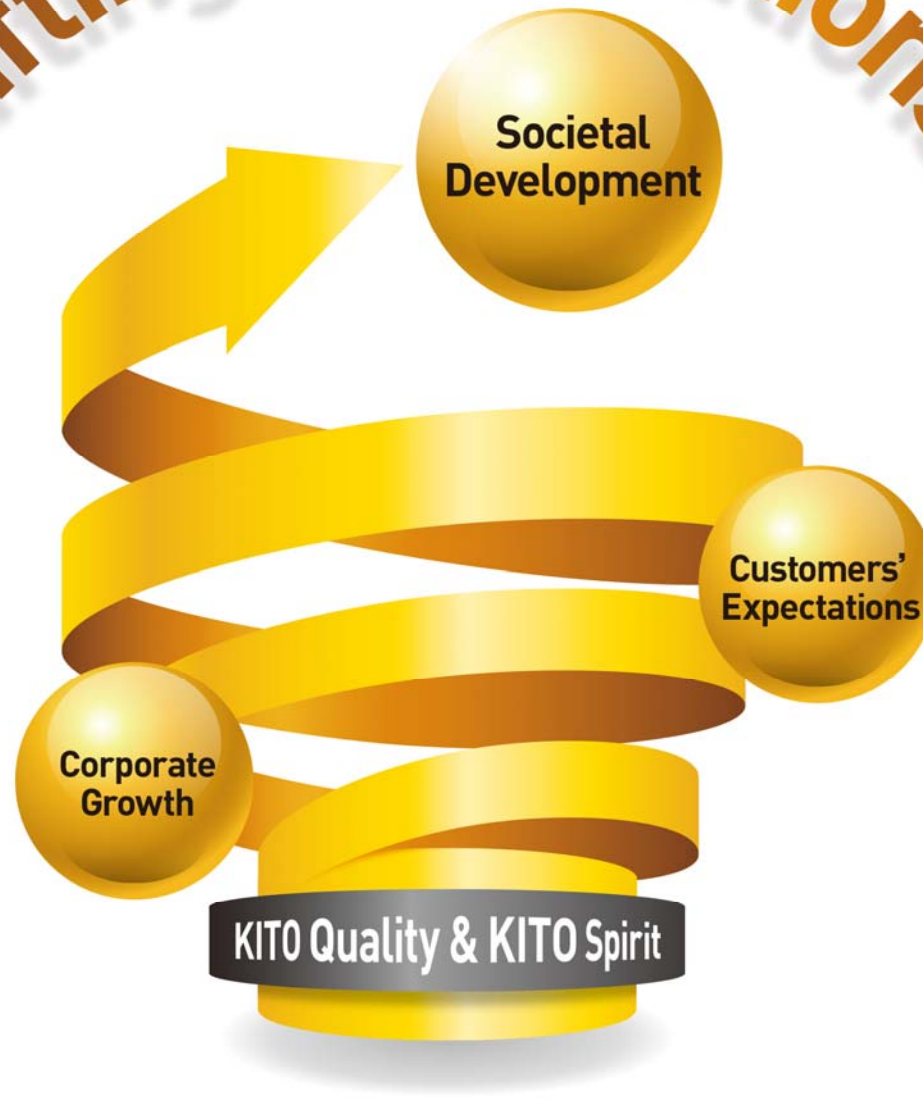 Societal
Development
Customers’
Expectations
Corporate
Growth
KITO Quality & KITO Spirit